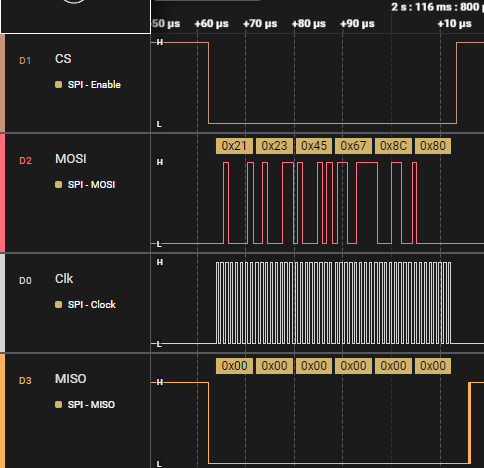 2 s : 116 ms : 800
50 µs +60 µs +70 µs +80 µs +90 µs +10 µs
D1 CS H
SPI - Enable
L
0x21 0x23 0x45 0x67 0x8C 0x80
D2 MOSI H
SPI - MOSI
L
D0 Clk H
SPI - Clock
L
0x00 0x00 0x00 0x00 0x00 0x00
D3 MISO H
SPI - MISO
L